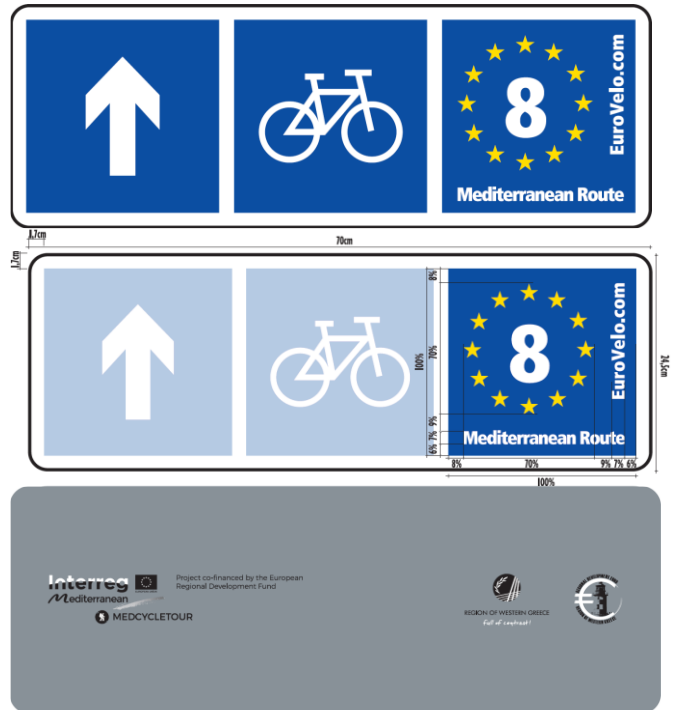 8
EuroVelo.com
Mediterranean Route
1,7cm
70cm
1,7cm
8%
70%
100%
9%
7%
6%
8
EuroVelo.com
Mediterranean Route
24,5cm
8% 70% 9% 7% 6%
100%
Interreg
Mediterranean
MEDCYCLETOUR
Project co-financed by the European
Regional Development Fund
REGION OF WESTERN GREECE
full of contrast!